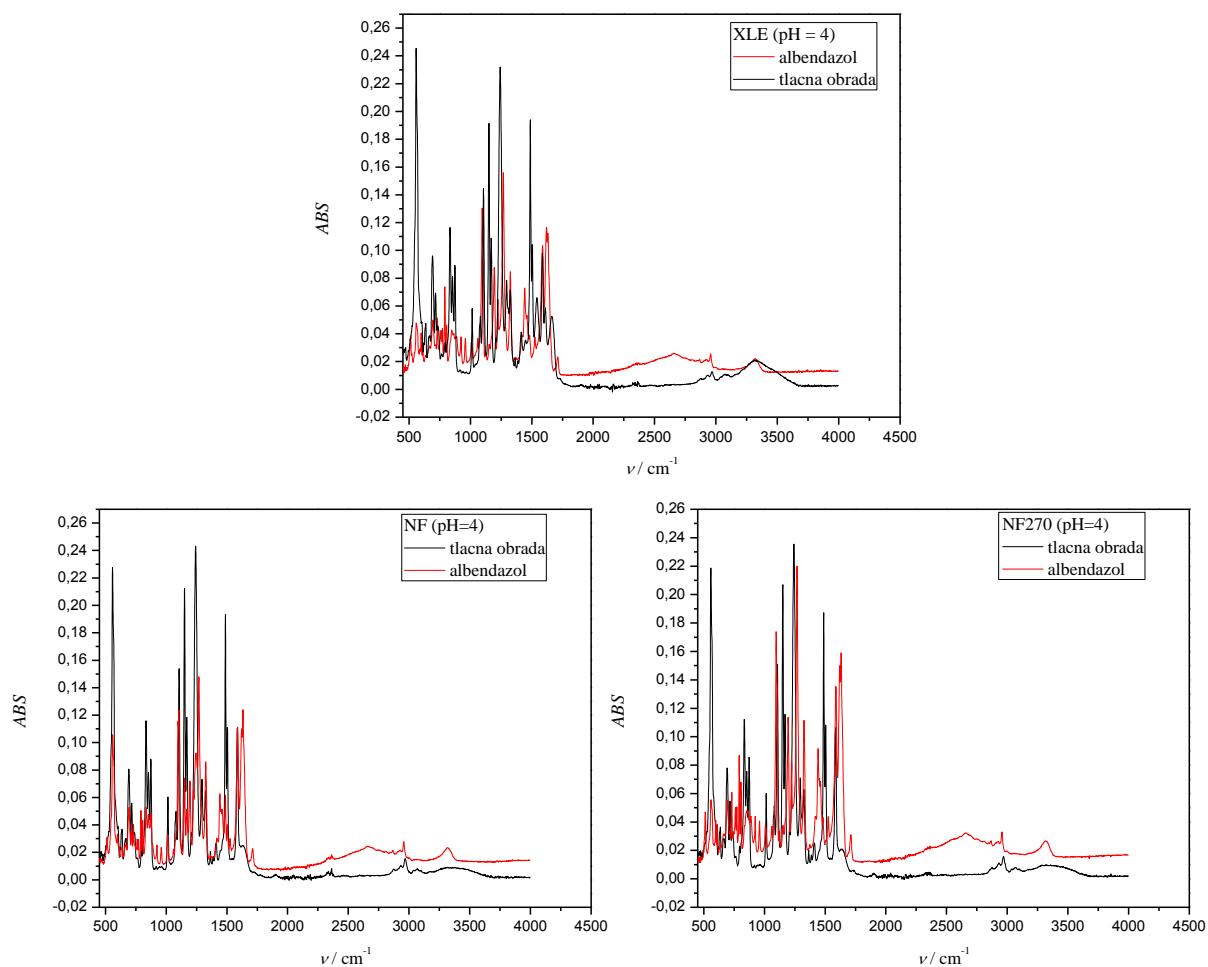 XLE (pH = 4)
albendazol
tlacna obrada
0,26
0,24
0,22
0,20
0,18
0,16
0,14
0,12
0,10
0,08
0,06
0,04
0,02
0,00
-0,02
ABS
500 1000 1500 2000 2500 3000 3500 4000 4500
ν / cm-1
NF (pH=4)
tlacna obrada
albendazol
0,26
0,24
0,22
0,20
0,18
0,16
0,14
0,12
0,10
0,08
0,06
0,04
0,02
0,00
-0,02
ABS
500 1000 1500 2000 2500 3000 3500 4000 4500
ν / cm-1
NF270 (pH=4)
tlacna obrada
albendazol
0,26
0,24
0,22
0,20
0,18
0,16
0,14
0,12
0,10
0,08
0,06
0,04
0,02
0,00
-0,02
ABS
500 1000 1500 2000 2500 3000 3500 4000 4500
ν / cm-1